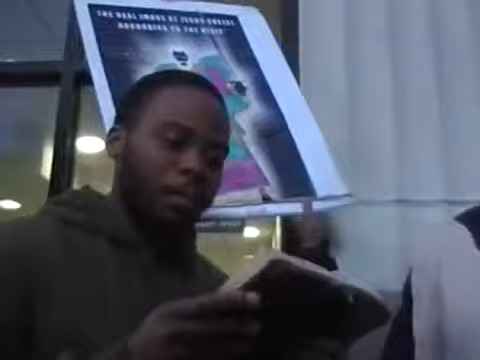 THE REAL IMAGE OF JESUS CHRIST
ACCORDING TO THE BIBLE